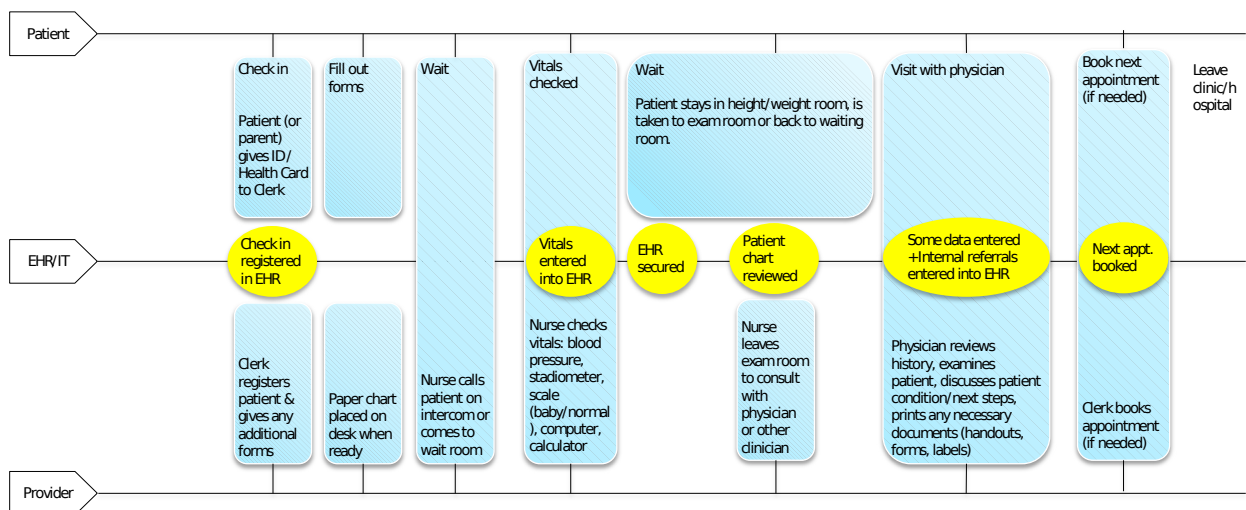 Patient
Check in
Patient (or
parent)
gives ID/
Health Card
to Clerk
Fill out
forms
Wait
Vitals
checked
Wait
Patient stays in height/weight room, is
taken to exam room or back to waiting
room.
Visit with physician
Book next
appointment
(if needed)
Leave
clinic/h
ospital
EHR/IT
Check in
registered
in EHR
Vitals
entered
into EHR
EHR
secured
Patient
chart
reviewed
Some data entered
+Internal referrals
entered into EHR
Next appt.
booked
Clerk
registers
patient &
gives any
additional
forms
Paper chart
placed on
desk when
ready
Nurse calls
patient on
intercom or
comes to
wait room
Nurse checks
vitals: blood
pressure,
stadiometer,
scale
(baby/normal
), computer,
calculator
Nurse
leaves
exam room
to consult
with
physician
or other
clinician
Physician reviews
history, examines
patient, discusses patient
condition/next steps,
prints any necessary
documents (handouts,
forms, labels)
Clerk books
appointment
(if needed)
Provider